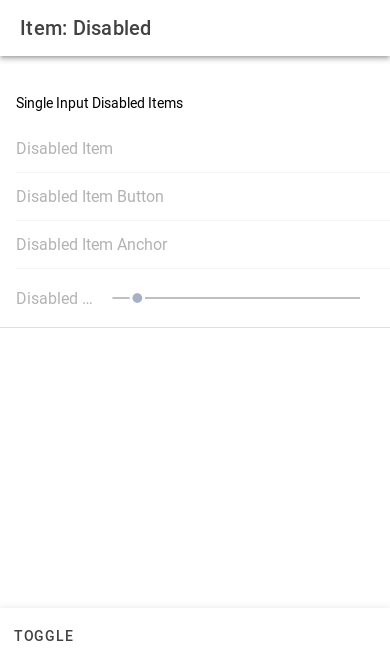 Item: Disabled
Single Input Disabled Items
Disabled Item
Disabled Item Button
Disabled Item Anchor
Disabled ...
TOGGLE